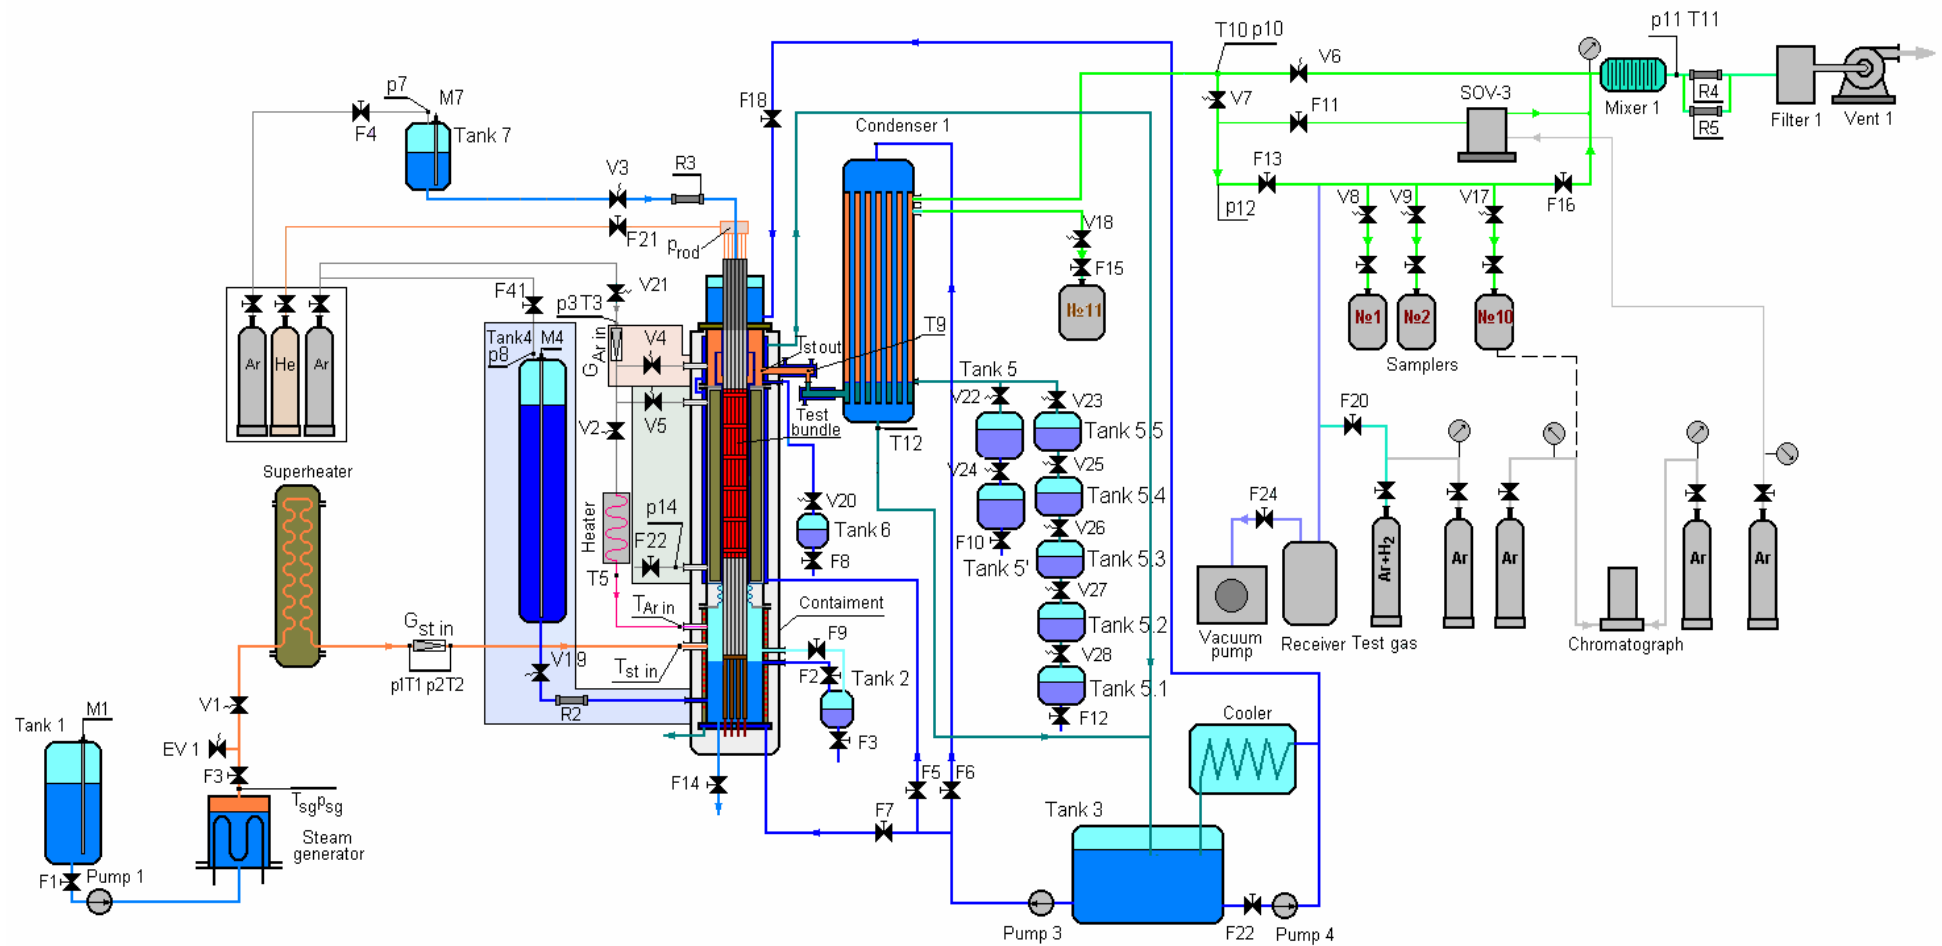 T10 p10
p11 T11
V6
p7
M7
F4
Tank 7
F18
Condenser 1
V7
F11
SOV-3
Mixer 1
R4
R5
Filter 1
Vent 1
V3
R3
F13
p12
V8
V9
V17
F16
F21
prod
V18
F15
№11
№1
№2
№10
Samplers
F41
V21
p3T3
Tank4
M4
p8
GAr in
V4
Tst out
T9
Ar
He
Ar
V2
V5
Test
bundle
T12
Tank 5
V22
V23
Tank 5.5
F20
Superheater
V24
V25
Tank 5.4
p14
F22
V20
Tank 6
F8
Heater
T5
F10
Tank 5'
V26
Tank 5.3
V27
F24
Ar+H2
Ar
Ar
Ar
Ar
TAr in
Contaiment
Gst in
Tst in
p1T1 p2T2
V19
R2
F9
F2
Tank 2
F3
Tank 5.2
V28
Tank 5.1
F12
Vacuum
pump
Receiver
Test gas
Chromatograph
V1
EV 1
F3
Tank 1
M1
Tsgpsg
Steam
generator
F1
Pump 1
F14
F5
F6
F7
Cooler
Tank 3
Pump 3
F22
Pump 4